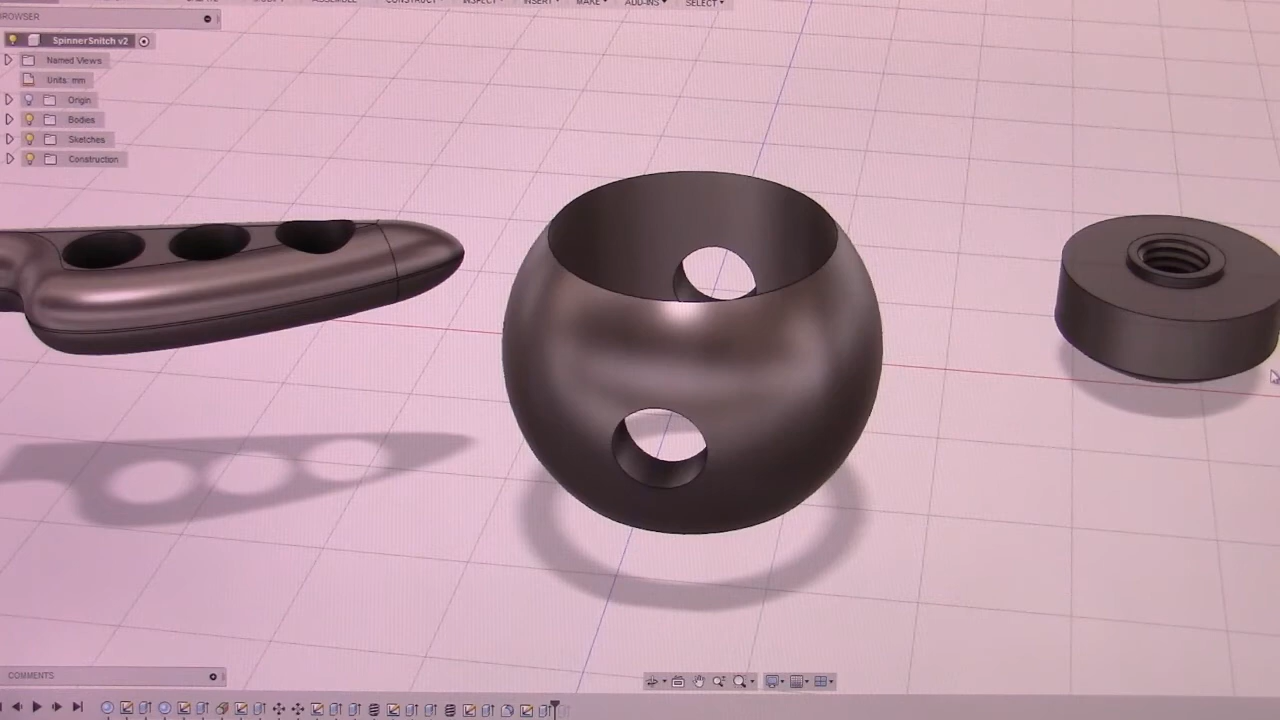 ASSEMBLE CONSTRUCT INSPECT INSERT MAKE ADD-INS SELECT
BROWSER
SpinnerSnitch v2
Named Views
Units: mm
Origin
Bodies
Sketches
Construction
COMMENTS